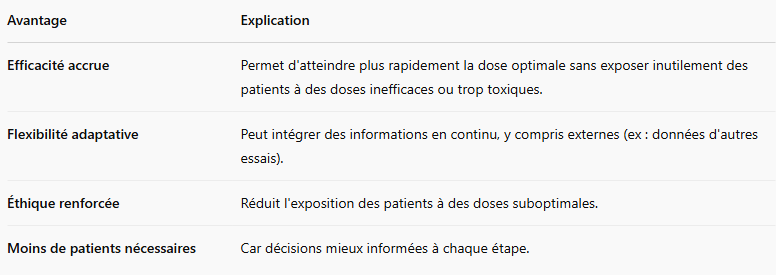 Avantage Explication
Efficacité accrue Permet d'atteindre plus rapidement la dose optimale sans exposer inutilement des
patients à des doses inefficaces ou trop toxiques.
Flexibilité adaptative Peut intégrer des informations en continu, y compris externes (ex : données d'autres
essais).
Éthique renforcée Réduit l'exposition des patients à des doses suboptimales.
Moins de patients nécessaires Car décisions mieux informées à chaque étape.